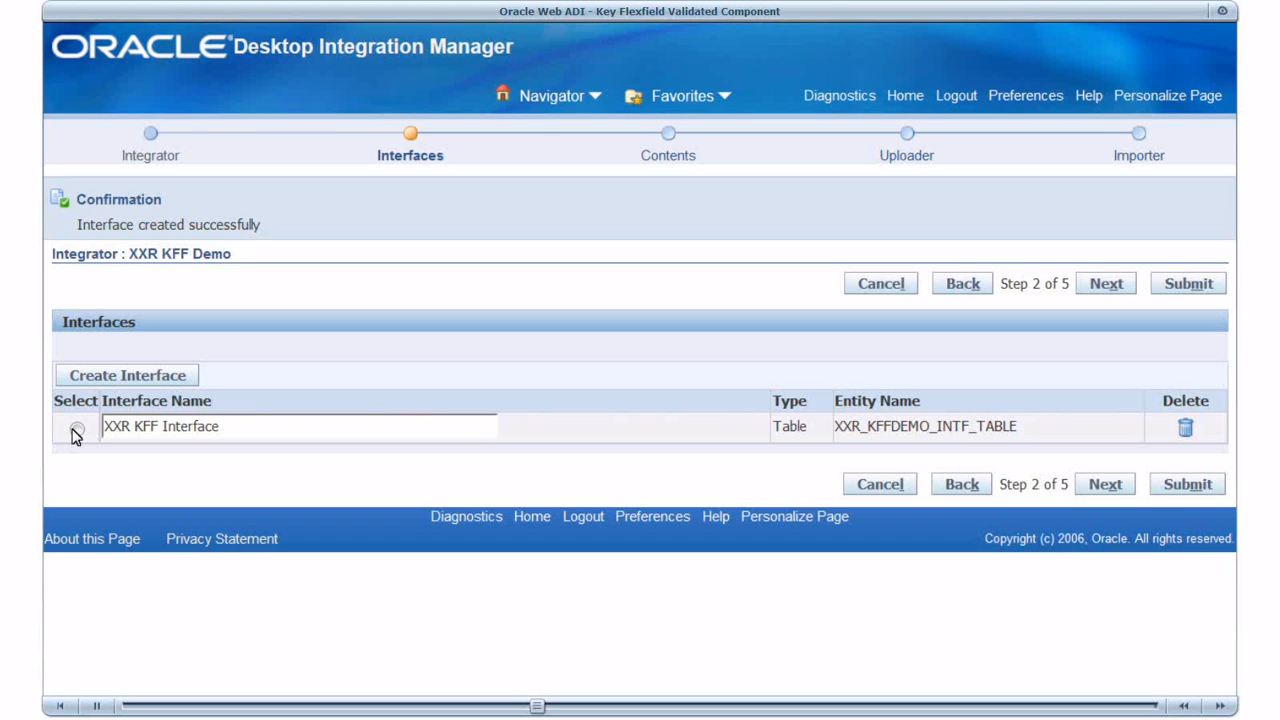 Oracle Web ADI - Key Flexfield Validated Component
ORACLE® Desktop Integration Manager
Navigator Favorites Diagnostics Home Logout Preferences Help Personalize Page
Integrator Interfaces Contents Uploader Importer
Confirmation
Interface created successfully
Integrator : XXR KFF Demo
Cancel Back Step 2 of 5 Next Submit
Interfaces
Create Interface
Select Interface Name Type Entity Name Delete
XXR KFF Interface Table XXR_KFFDEMO_INTF_TABLE
Cancel Back Step 2 of 5 Next Submit
Diagnostics Home Logout Preferences Help Personalize Page
About this Page Privacy Statement Copyright (c) 2006, Oracle. All rights reserved.